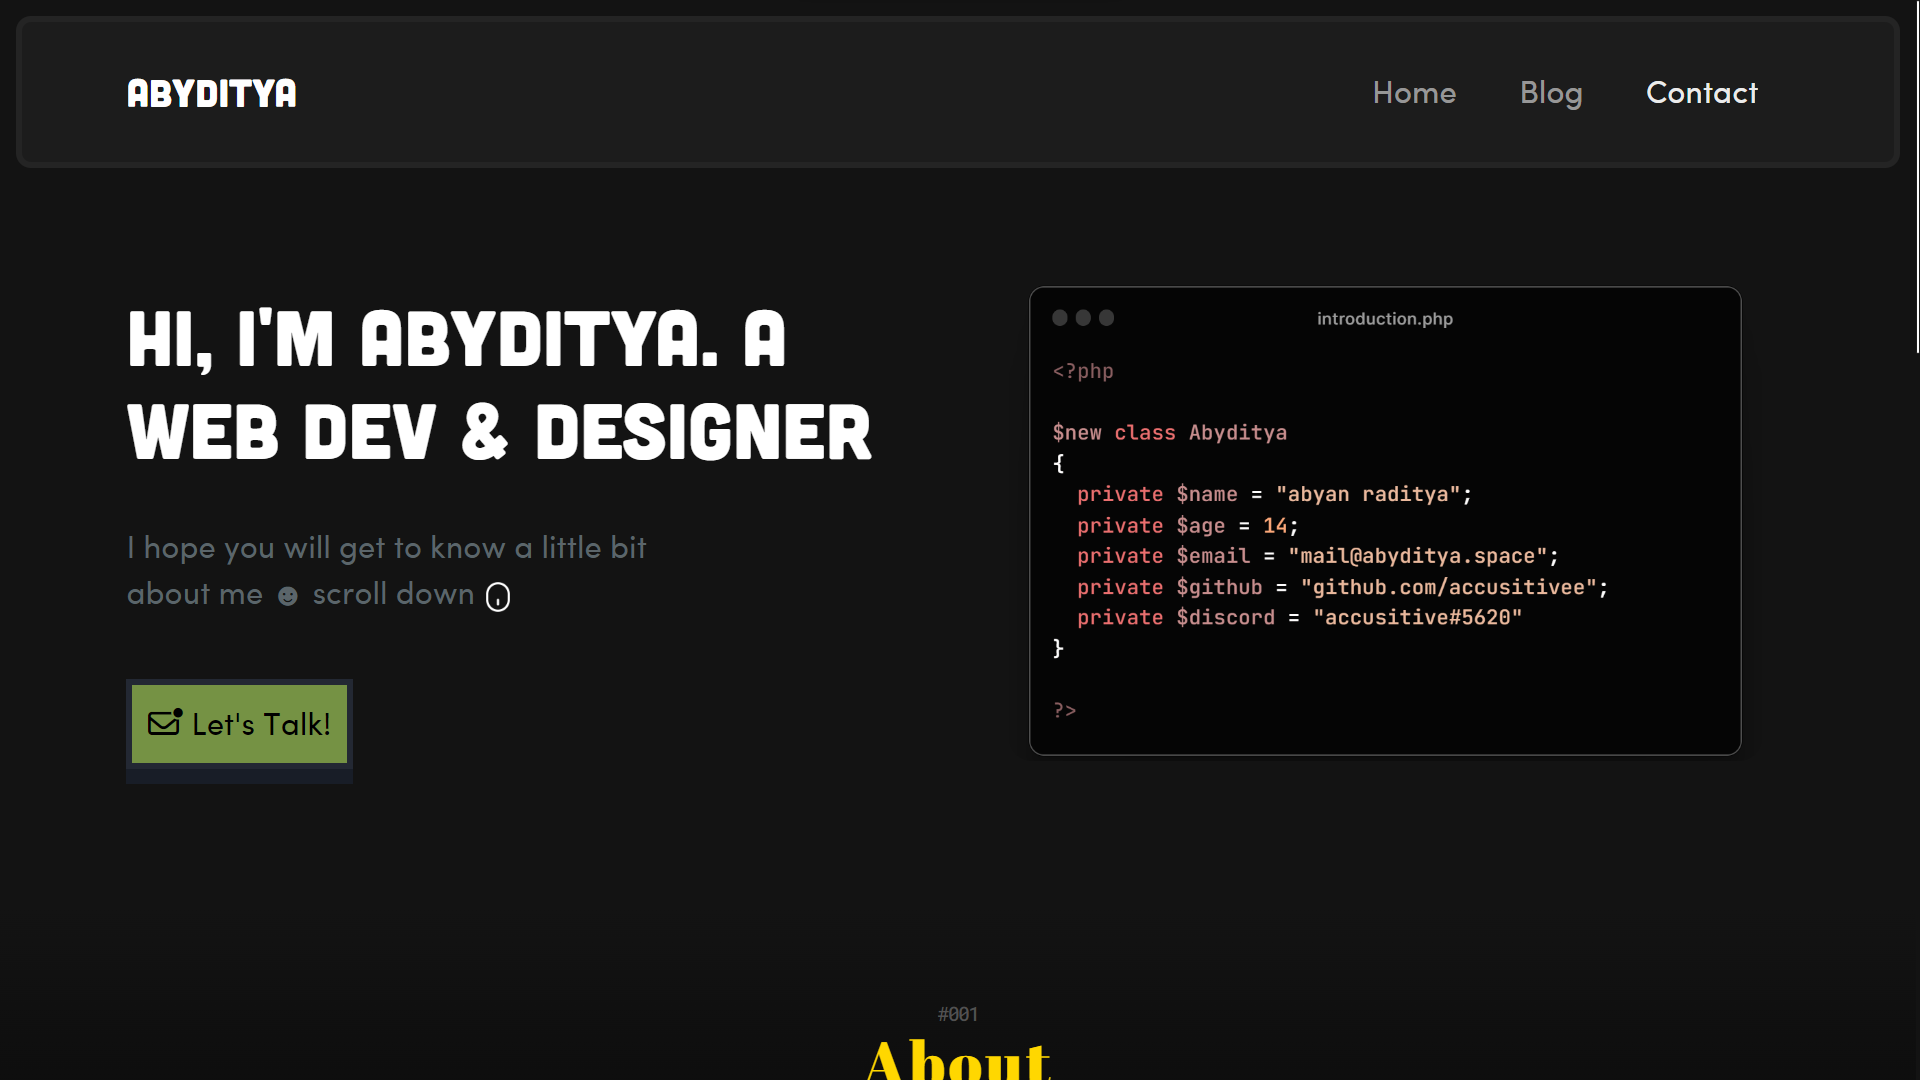 ABYDITYA
Home Blog Contact
HI, I'M ABYDITYA. A
WEB DEV & DESIGNER
I hope you will get to know a little bit
about me ☻ scroll down
Let's Talk!
introduction.php
<?php
$new class Abyditya
{
private $name = "abyan raditya";
private $age = 14;
private $email = "mail@abyditya.space";
private $github = "github.com/accusitivee";
private $discord = "accusitive#5620"
}
?>
#001
About